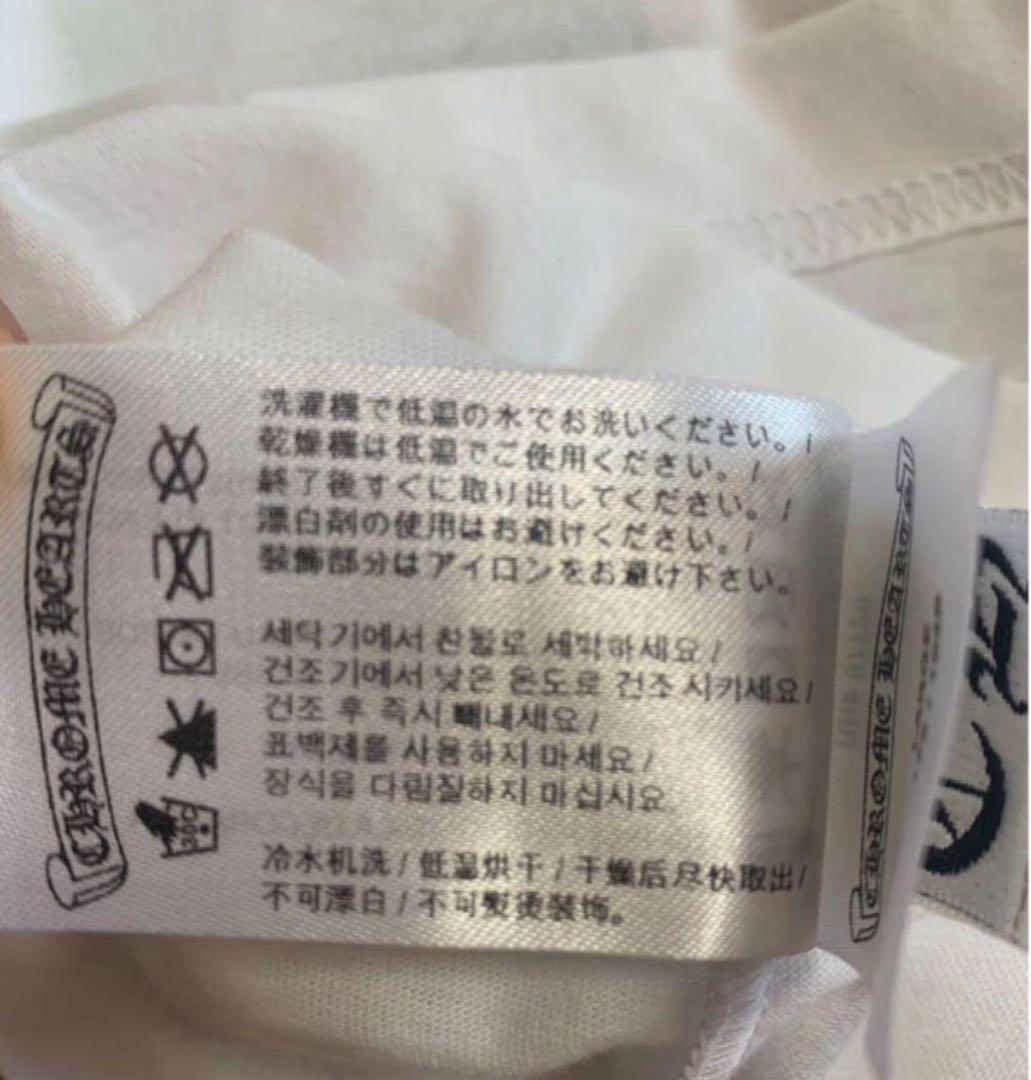 CHROME HEARTS
洗濯機で低温の水でお洗いください。/
乾燥機は低温でご使用ください。/
終了後すぐに取り出してください。/
漂白剤の使用はお避けください。/
装飾部分はアイロンをお避け下さい。
세탁기에서 찬물로 세탁하세요/
건조기에서 낮은 온도로 건조 시키세요/
건조 후 즉시 빼내세요/
표백제를 사용하지 마세요/
장식을 다림질하지 마십시요
冷水机洗/低温烘干/干燥后尽快取出/
不可漂白/不可熨烫装饰。
30C
CHROME HEARTS